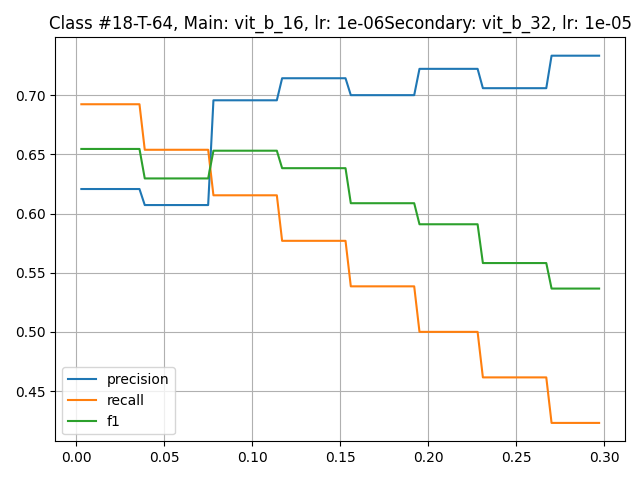 Class #18-T-64, Main: vit_b_16, lr: 1e-06Secondary: vit_b_32, lr: 1e-05
0.70
0.65
0.60
0.55
0.50
0.45
precision
recall
f1
0.00 0.05 0.10 0.15 0.20 0.25 0.30